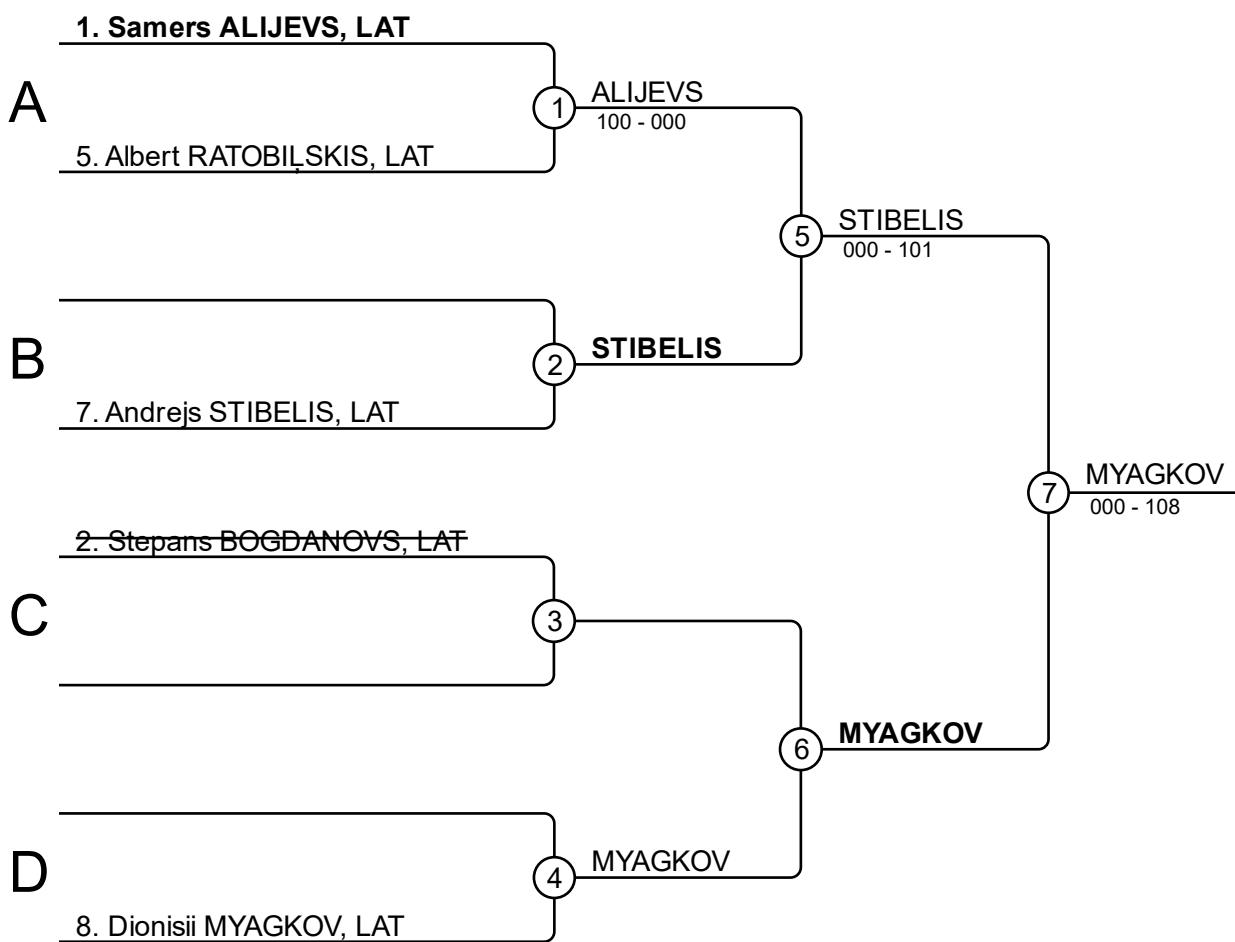 1. Samers ALIJEVS, LAT
A
1
ALIJEVS
100 - 000
5. Albert RATOBIĻSKIS, LAT
5
STIBELIS
000 - 101
B
2
STIBELIS
7. Andrejs STIBELIS, LAT
7
MYAGKOV
000 - 108
2. Stepans BOGDANOVS, LAT
C
3
6
MYAGKOV
D
4
MYAGKOV
8. Dionisii MYAGKOV, LAT